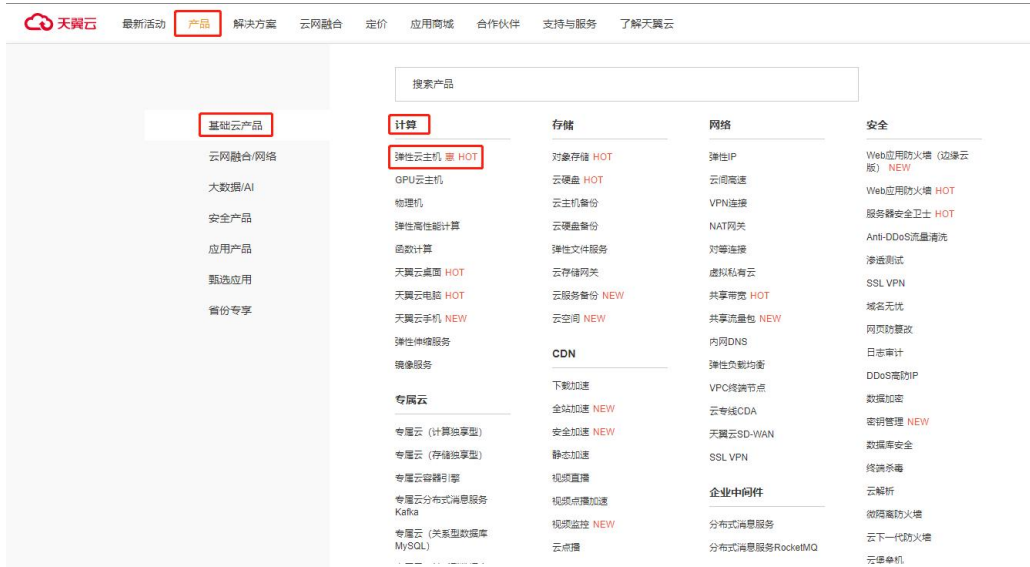 天翼云 最新活动 产品 解决方案 云网融合 定价 应用商城 合作伙伴 支持与服务 了解天翼云
搜索产品
基础云产品
云网融合/网络
大数据/AI
安全产品
应用产品
甄选应用
省份专享
计算
弹性云主机 惠 HOT
GPU云主机
物理机
弹性高性能计算
函数计算
天翼云桌面 HOT
天翼云电脑 HOT
天翼云手机 NEW
弹性伸缩服务
镜像服务
专属云
专属云（计算独享型）
专属云（存储独享型）
专属云容器引擎
专属云分布式消息服务
Kafka
专属云（关系型数据库
MySQL）
存储
对象存储 HOT
云硬盘 HOT
云主机备份
云硬盘备份
弹性文件服务
云存储网关
云服务备份 NEW
云空间 NEW
CDN
下载加速
全站加速 NEW
安全加速 NEW
静态加速
视频直播
视频点播加速
视频监控 NEW
云点播
网络
弹性IP
云间高速
VPN连接
NAT网关
对等连接
虚拟私有云
共享带宽 HOT
共享流量包 NEW
内网DNS
弹性负载均衡
VPC终端节点
云专线CDA
天翼云SD-WAN
SSL VPN
企业中间件
分布式消息服务
分布式消息服务RocketMQ
安全
Web应用防火墙（边缘云
版） NEW
Web应用防火墙 HOT
服务器安全卫士 HOT
Anti-DDoS流量清洗
渗透测试
SSL VPN
域名无忧
网页防篡改
日志审计
DDoS高防IP
数据加密
密钥管理 NEW
数据库安全
终端杀毒
云解析
微隔离防火墙
云下一代防火墙
云堡垒机